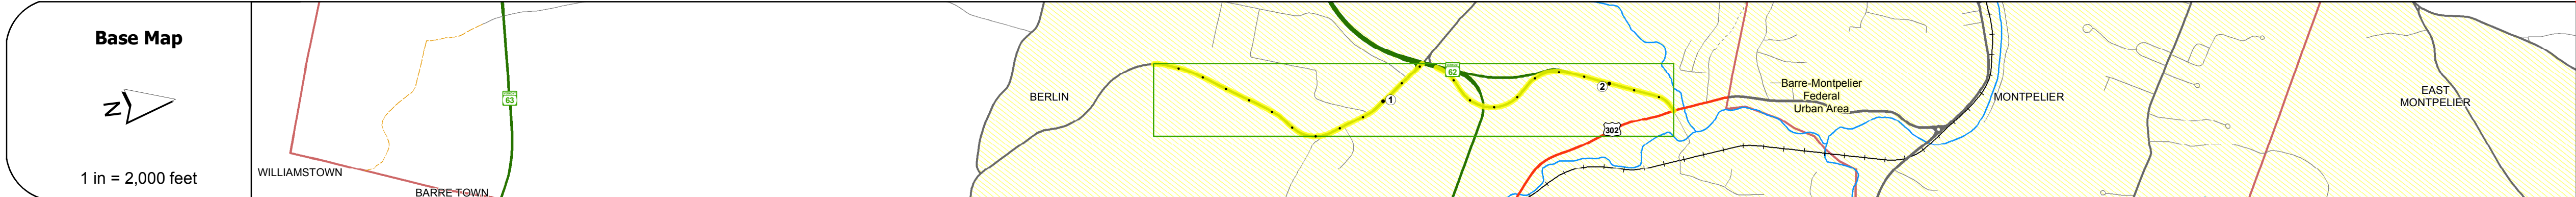 Base Map
N
1 in = 2,000 feet
WILLIAMSTOWN
BARRE TOWN
63
BERLIN
1
62
2
302
Barre-Montpelier
Federal
Urban Area
MONTPELIER
EAST
MONTPELIER